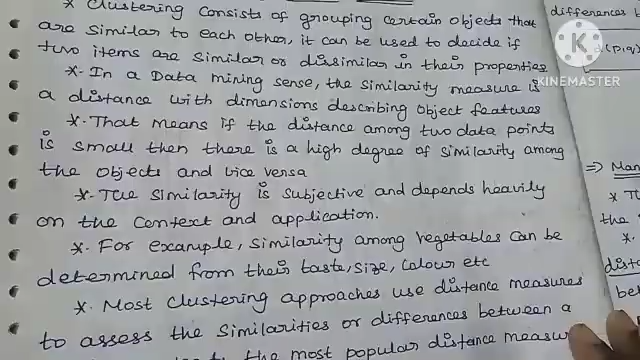 * Clustering consists of grouping certain objects that
are similar to each other, it can be used to decide if
two items are similar or dissimilar in their properties
*. In a Data mining sense, the similarity measure is
a distance with dimensions describing object features
*. That means if the distance among two data points
is small then there is a high degree of similarity among
the objects and vice versa
*. The similarity is subjective and depends heavily
on the context and application.
*. For example, similarity among vegetables can be
determined from their taste, size, colour etc
*. Most clustering approaches use distance measures
to assess the similarities or differences between a
the most popular distance measur
differences b
d(p,q)
=> Man
* T
the
*.
dista
be
KINEMASTER